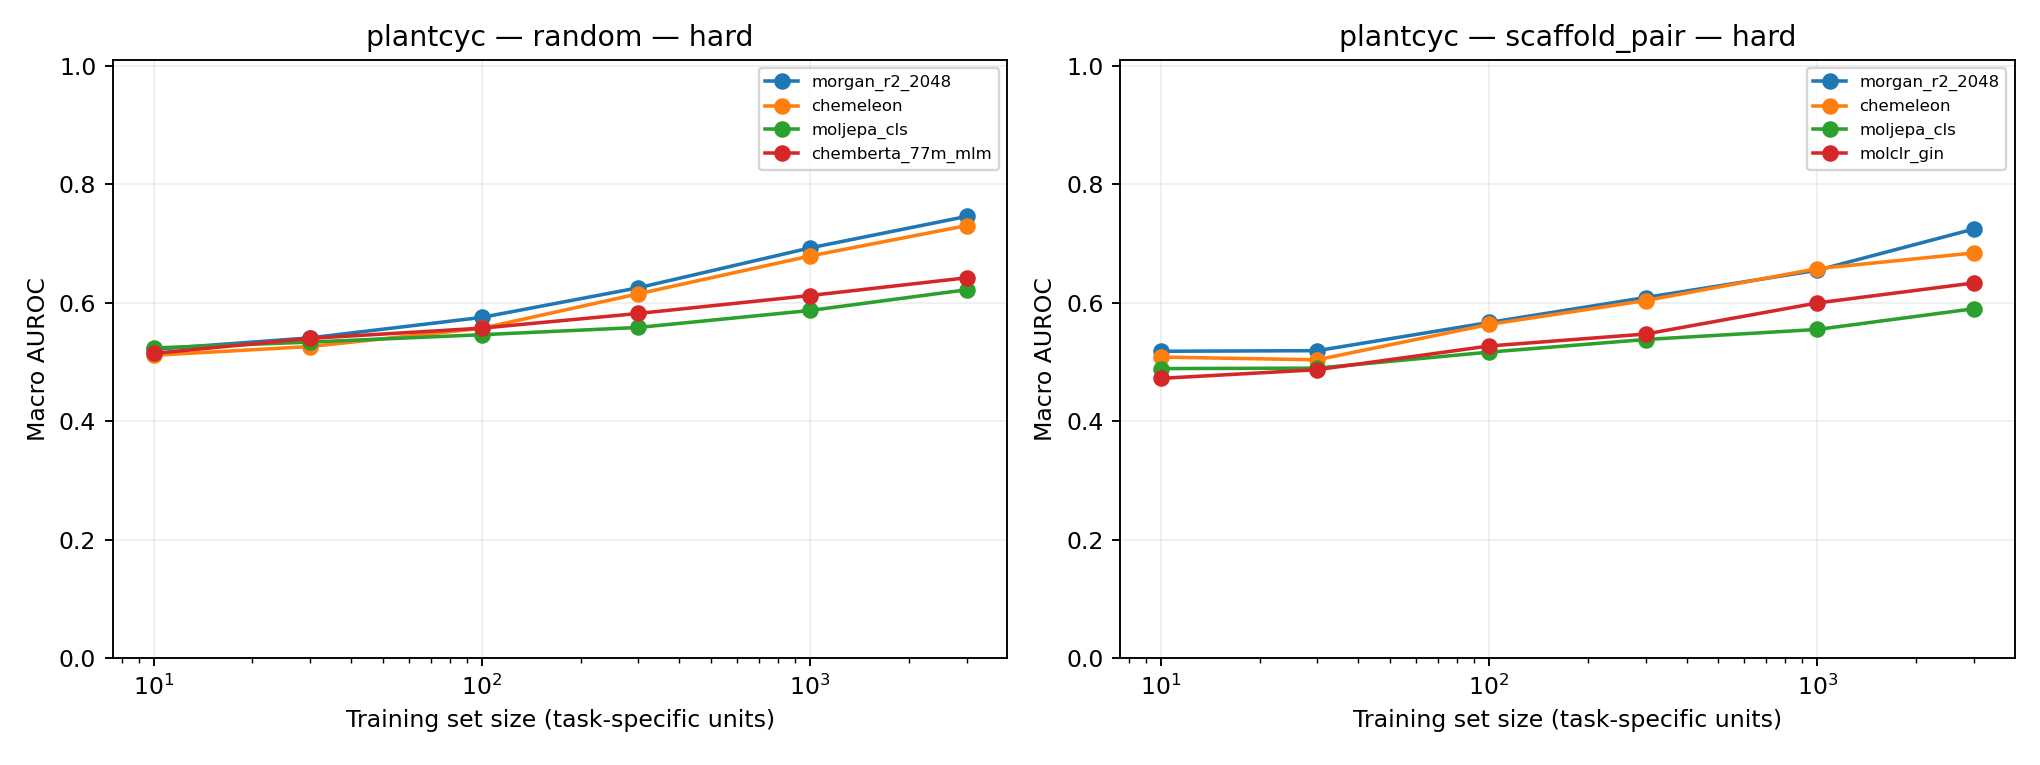 plantcyc — random — hard
morgan_r2_2048
chemeleon
moljepa_cls
chemberta_77m_mlm
Macro AUROC
1.0
0.8
0.6
0.4
0.2
0.0
10¹
10²
10³
Training set size (task-specific units)
plantcyc — scaffold_pair — hard
morgan_r2_2048
chemeleon
moljepa_cls
molclr_gin
Macro AUROC
1.0
0.8
0.6
0.4
0.2
0.0
10¹
10²
10³
Training set size (task-specific units)